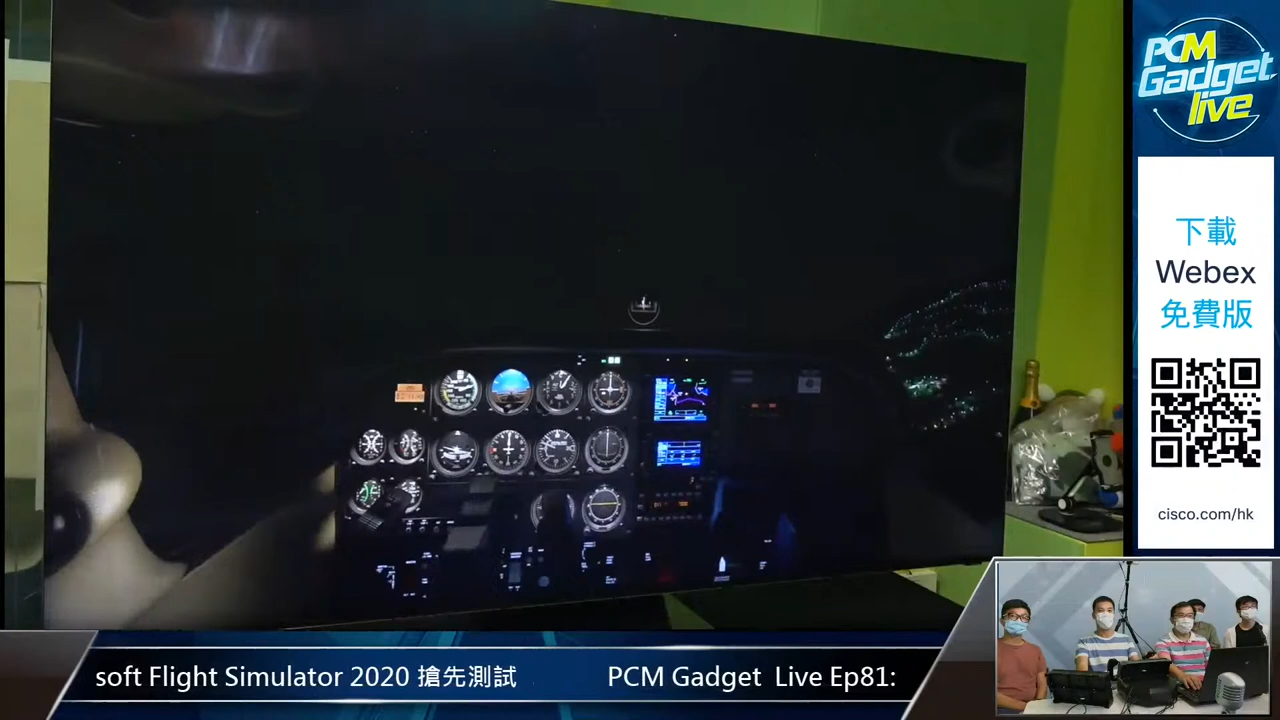 PCM
Gadget
live
下載
Webex
免費版
cisco.com/hk
soft Flight Simulator 2020 搶先測試
PCM Gadget Live Ep81: